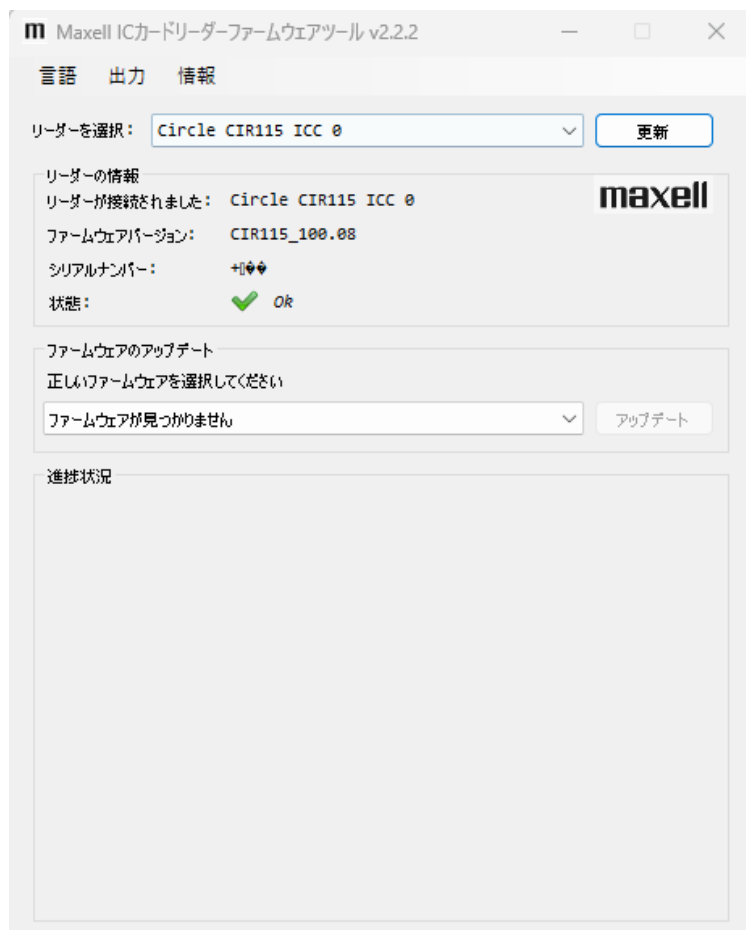 m Maxell ICカードリーダーファームウェアツール v2.2.2
言語 出力 情報
リーダーを選択： Circle CIR115 ICC 0 更新
リーダーの情報
maxell
リーダーが接続されました： Circle CIR115 ICC 0
ファームウェアバージョン： CIR115_100.08
シリアルナンバー： +▯��
状態： Ok
ファームウェアのアップデート
正しいファームウェアを選択してください
ファームウェアが見つかりません アップデート
進捗状況